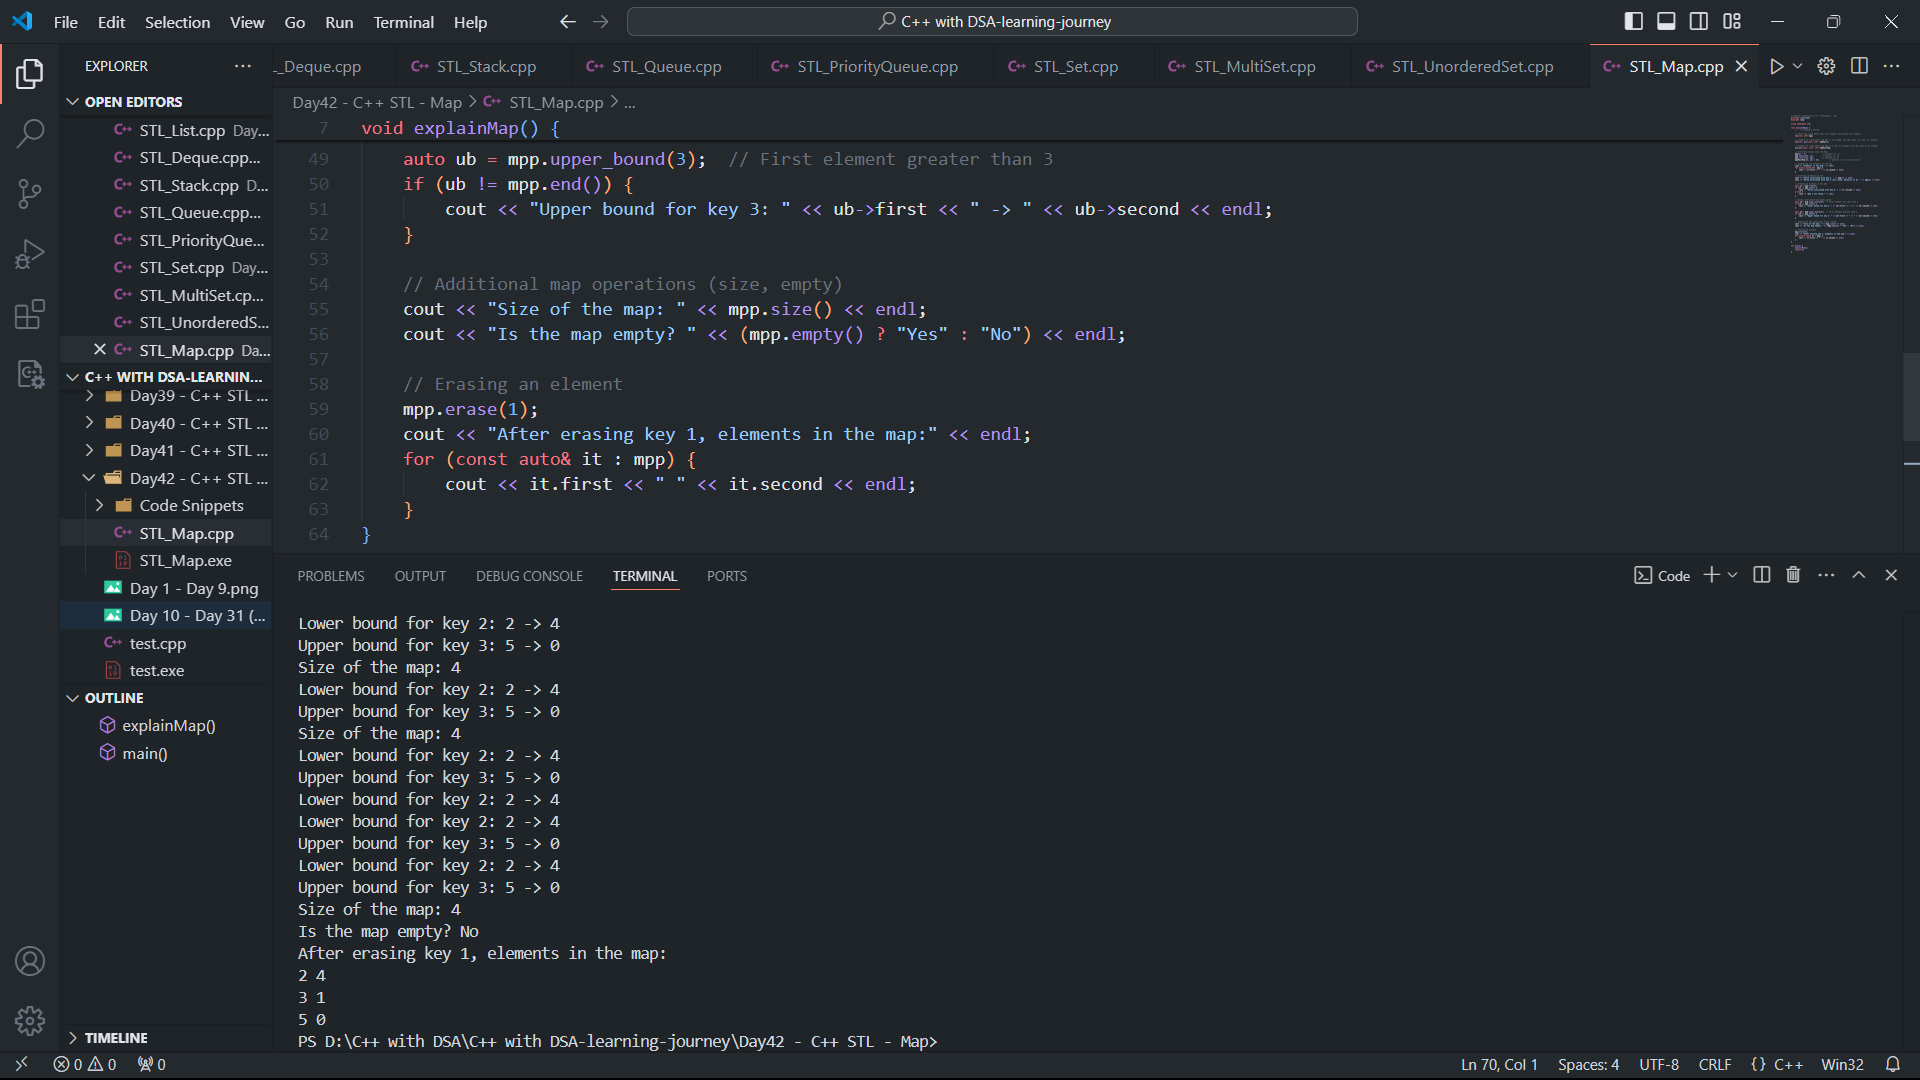 File Edit Selection View Go Run Terminal Help
C++ with DSA-learning-journey
EXPLORER
_Deque.cpp STL_Stack.cpp STL_Queue.cpp STL_PriorityQueue.cpp STL_Set.cpp STL_MultiSet.cpp STL_UnorderedSet.cpp STL_Map.cpp
OPEN EDITORS
STL_List.cpp Day...
STL_Deque.cpp...
STL_Stack.cpp D...
STL_Queue.cpp...
STL_PriorityQue...
STL_Set.cpp Day...
STL_MultiSet.cp...
STL_UnorderedS...
STL_Map.cpp Da...
C++ WITH DSA-LEARNIN...
Day39 - C++ STL ...
Day40 - C++ STL ...
Day41 - C++ STL ...
Day42 - C++ STL ...
Code Snippets
STL_Map.cpp
STL_Map.exe
Day 1 - Day 9.png
Day 10 - Day 31 (...
test.cpp
test.exe
OUTLINE
explainMap()
main()
TIMELINE
Day42 - C++ STL - Map > STL_Map.cpp > ...
7 void explainMap() {
49 auto ub = mpp.upper_bound(3); // First element greater than 3
50 if (ub != mpp.end()) {
51 cout << "Upper bound for key 3: " << ub->first << " -> " << ub->second << endl;
52 }
53
54 // Additional map operations (size, empty)
55 cout << "Size of the map: " << mpp.size() << endl;
56 cout << "Is the map empty? " << (mpp.empty() ? "Yes" : "No") << endl;
57
58 // Erasing an element
59 mpp.erase(1);
60 cout << "After erasing key 1, elements in the map:" << endl;
61 for (const auto& it : mpp) {
62 cout << it.first << " " << it.second << endl;
63 }
64 }
PROBLEMS OUTPUT DEBUG CONSOLE TERMINAL PORTS
Code
Lower bound for key 2: 2 -> 4
Upper bound for key 3: 5 -> 0
Size of the map: 4
Lower bound for key 2: 2 -> 4
Upper bound for key 3: 5 -> 0
Size of the map: 4
Lower bound for key 2: 2 -> 4
Upper bound for key 3: 5 -> 0
Lower bound for key 2: 2 -> 4
Lower bound for key 2: 2 -> 4
Upper bound for key 3: 5 -> 0
Lower bound for key 2: 2 -> 4
Upper bound for key 3: 5 -> 0
Size of the map: 4
Is the map empty? No
After erasing key 1, elements in the map:
2 4
3 1
5 0
PS D:\C++ with DSA\C++ with DSA-learning-journey\Day42 - C++ STL - Map>
0 0 0
Ln 70, Col 1 Spaces: 4 UTF-8 CRLF {} C++ Win32